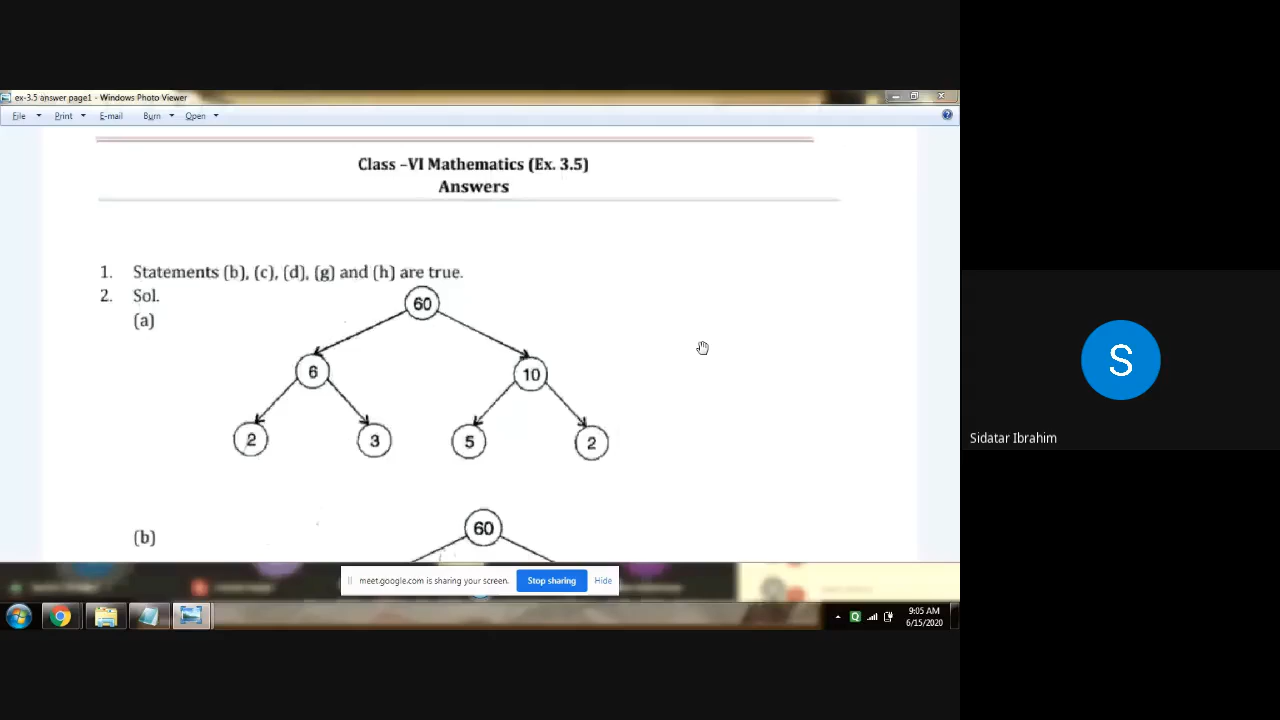 ex-3.5 answer page1 - Windows Photo Viewer
File Print E-mail Burn Open
Class –VI Mathematics (Ex. 3.5)
Answers
1. Statements (b), (c), (d), (g) and (h) are true.
2. Sol.
60
(a)
6
10
2
3
5
2
60
(b)
S
Sidatar Ibrahim
meet.google.com is sharing your screen.
Stop sharing
Hide
Q
9:05 AM
6/15/2020